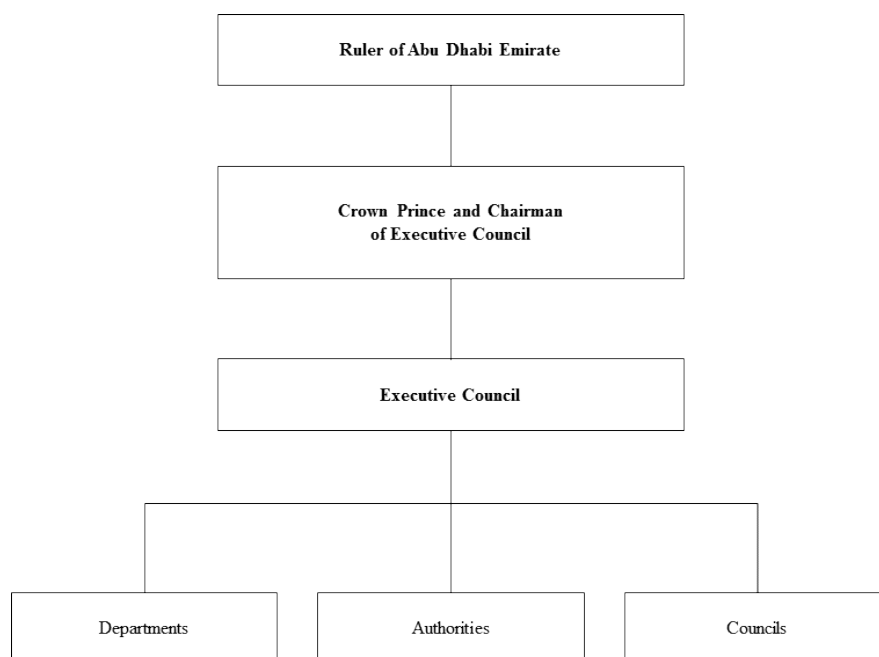 Ruler of Abu Dhabi Emirate
Crown Prince and Chairman
of Executive Council
Executive Council
Departments
Authorities
Councils